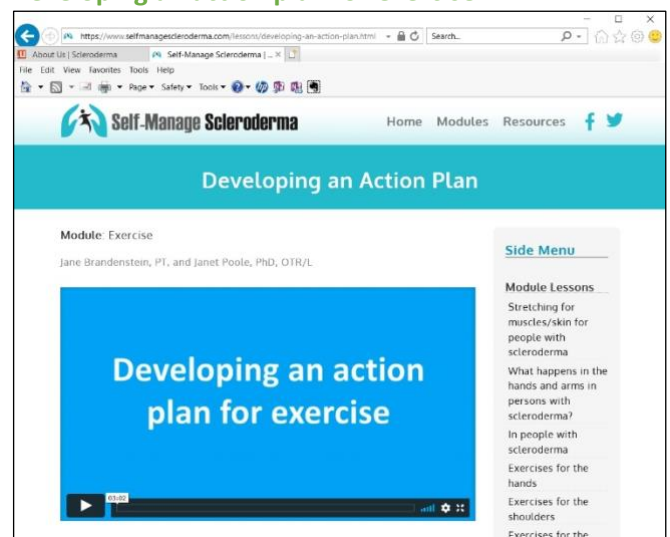 https://www.selfmanagescleroderma.com/lessons/developing-an-action-plan.html
Search...
About Us | Scleroderma
Self-Manage Scleroderma | ...
File Edit View Favorites Tools Help
Page Safety Tools
Self-Manage Scleroderma
Home Modules Resources
Developing an Action Plan
Module: Exercise
Jane Brandenstein, PT, and Janet Poole, PhD, OTR/L
Developing an action
plan for exercise
03:02
Side Menu
Module Lessons
Stretching for
muscles/skin for
people with
scleroderma
What happens in the
hands and arms in
persons with
scleroderma?
In people with
scleroderma
Exercises for the
hands
Exercises for the
shoulders
Exercises for the